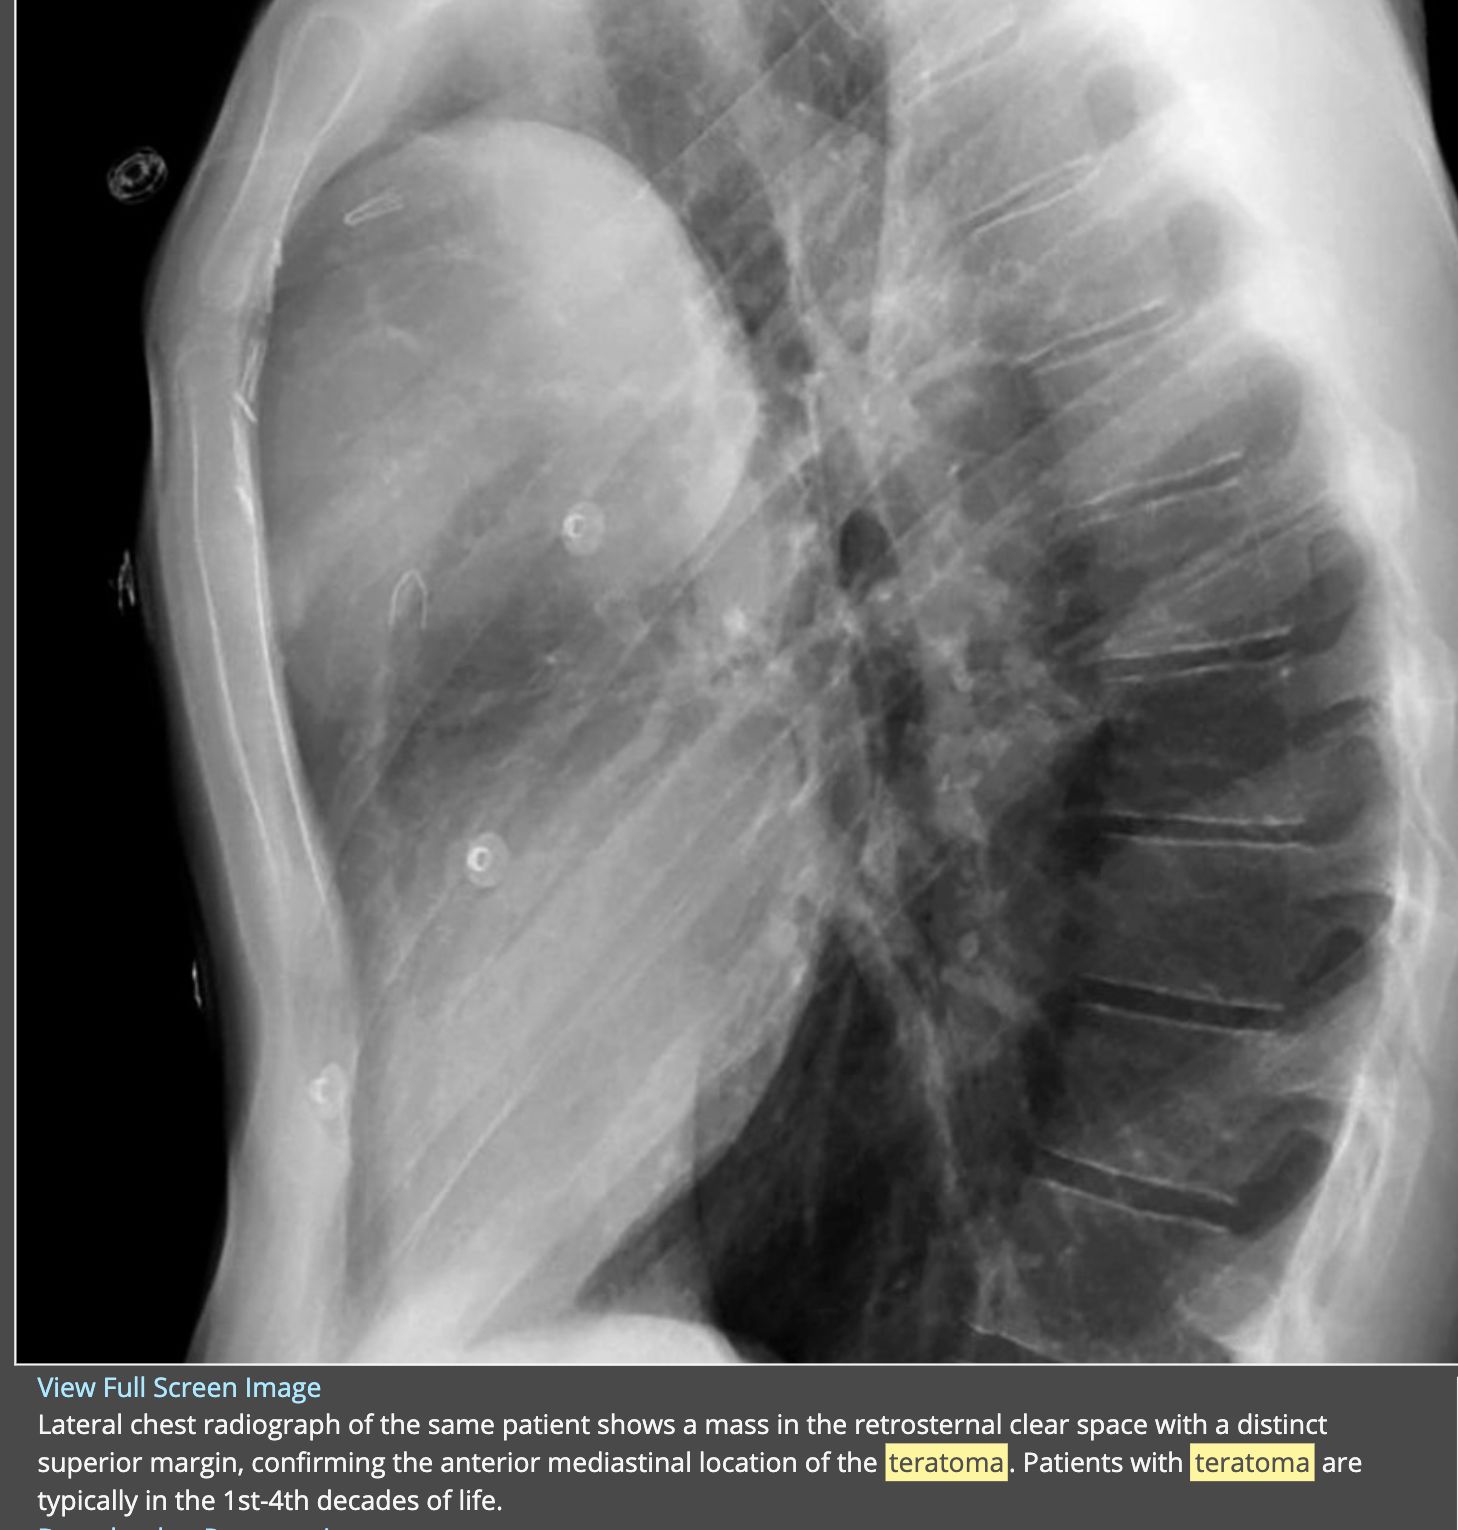 View Full Screen Image
Lateral chest radiograph of the same patient shows a mass in the retrosternal clear space with a distinct
superior margin, confirming the anterior mediastinal location of the teratoma. Patients with teratoma are
typically in the 1st-4th decades of life.